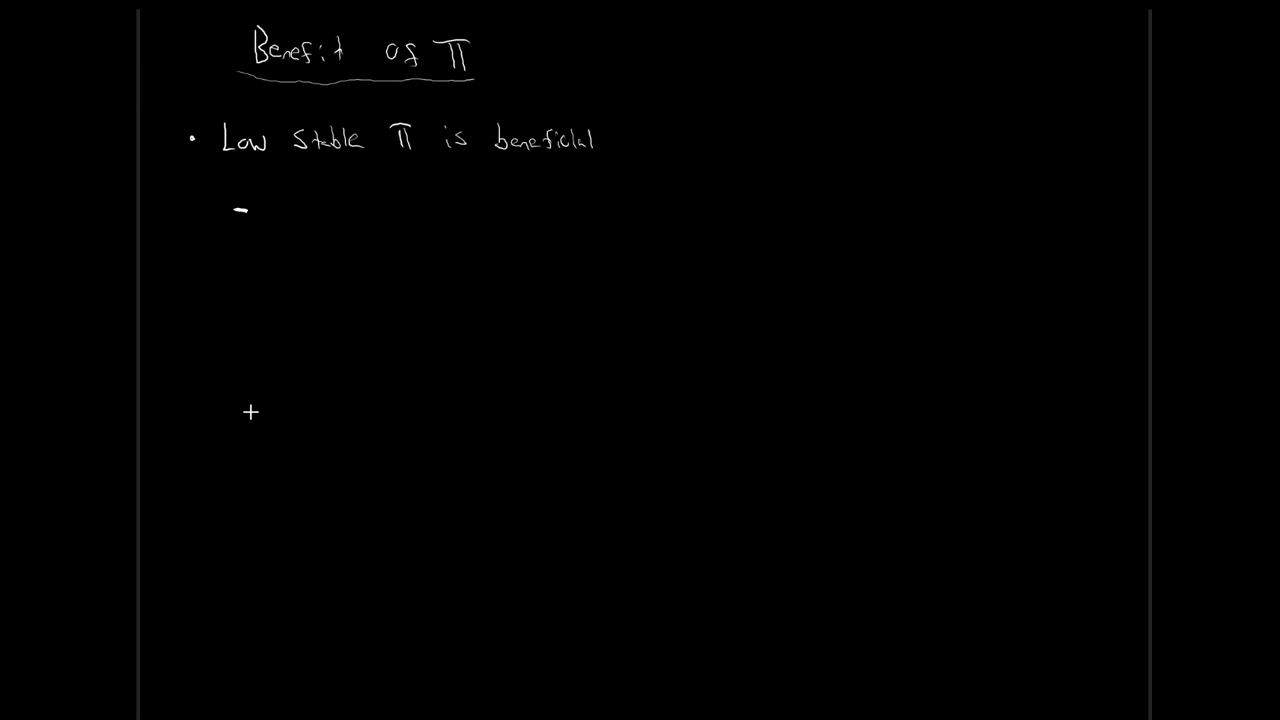 Benefit of π
• Low stable π is beneficial
-